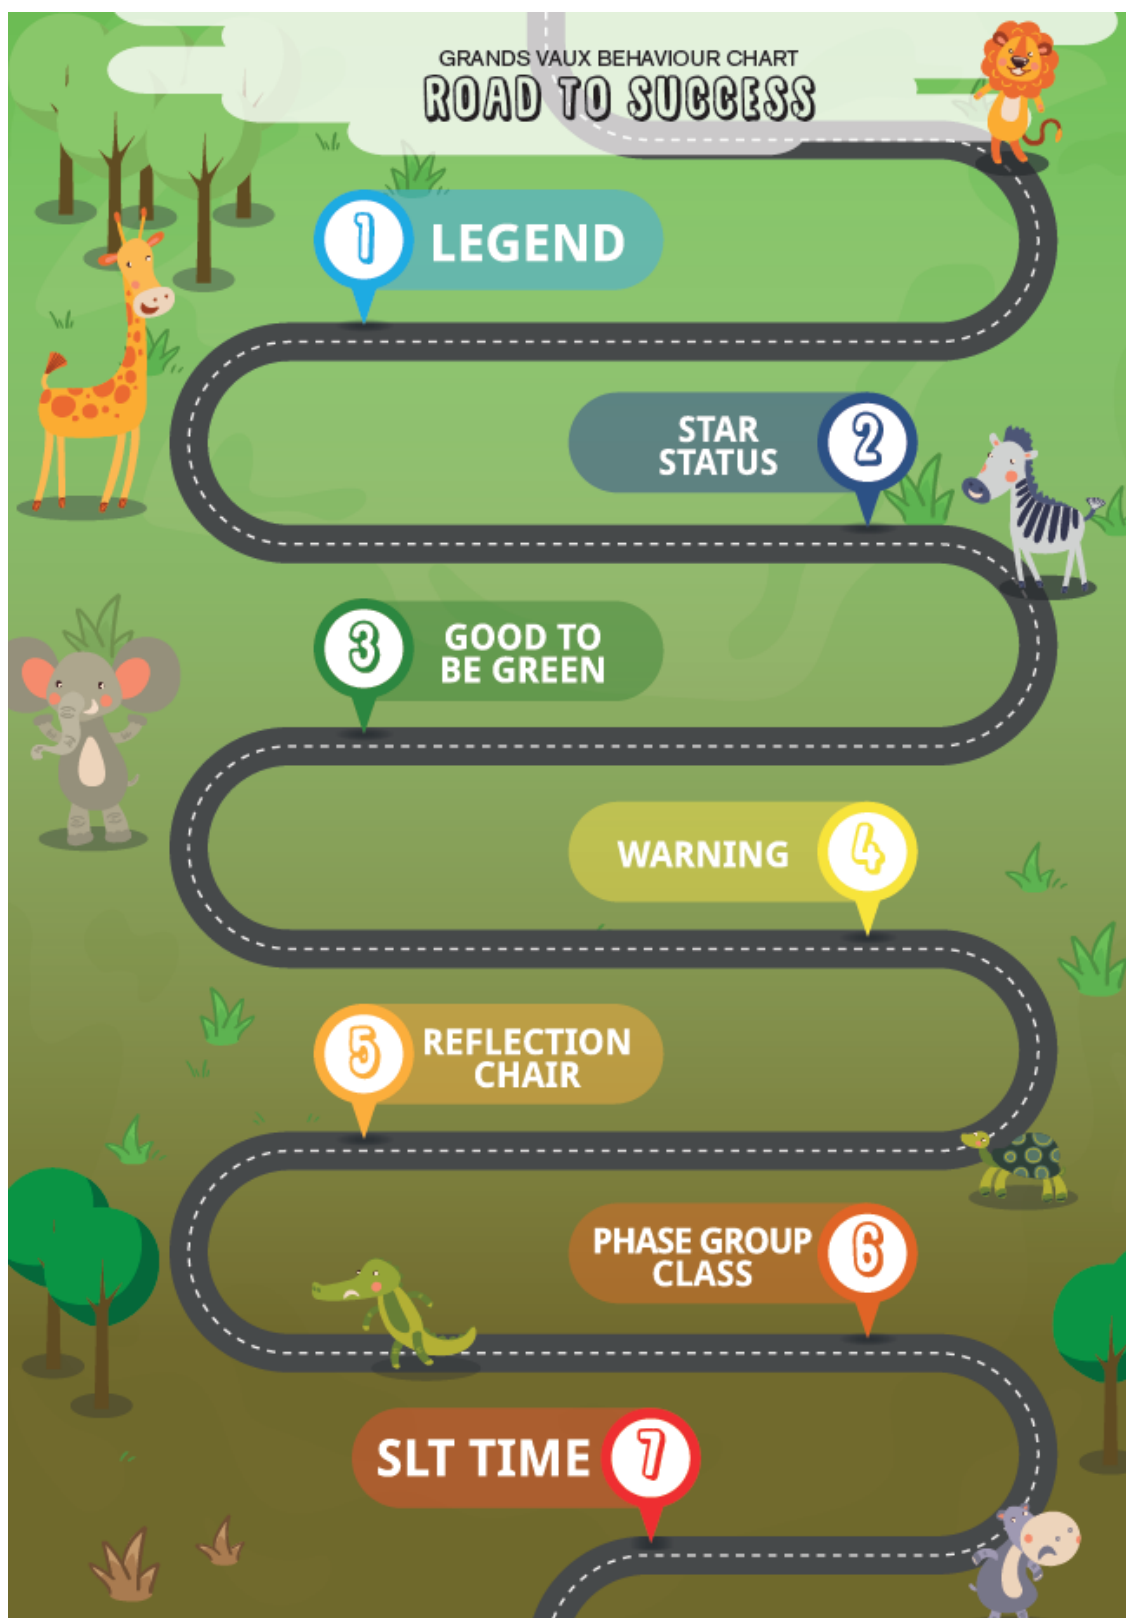 GRANDS VAUX BEHAVIOUR CHART
ROAD TO SUCCESS
1 LEGEND
STAR
STATUS
2
3
GOOD TO
BE GREEN
WARNING 4
5
REFLECTION
CHAIR
PHASE GROUP
CLASS
6
SLT TIME 7